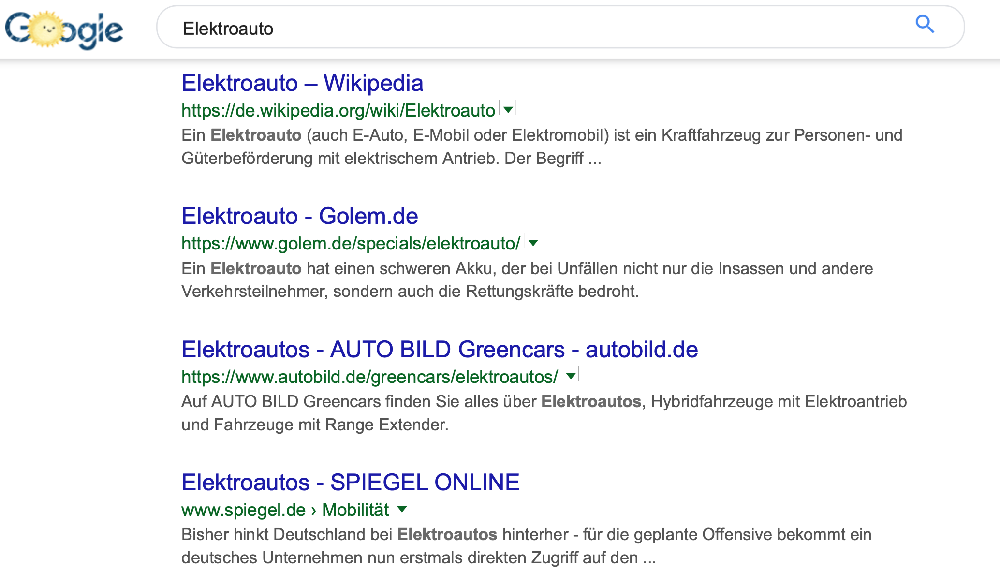 Google
Elektroauto
Elektroauto – Wikipedia
https://de.wikipedia.org/wiki/Elektroauto
Ein Elektroauto (auch E-Auto, E-Mobil oder Elektromobil) ist ein Kraftfahrzeug zur Personen- und
Güterbeförderung mit elektrischem Antrieb. Der Begriff ...
Elektroauto - Golem.de
https://www.golem.de/specials/elektroauto/
Ein Elektroauto hat einen schweren Akku, der bei Unfällen nicht nur die Insassen und andere
Verkehrsteilnehmer, sondern auch die Rettungskräfte bedroht.
Elektroautos - AUTO BILD Greencars - autobild.de
https://www.autobild.de/greencars/elektroautos/
Auf AUTO BILD Greencars finden Sie alles über Elektroautos, Hybridfahrzeuge mit Elektroantrieb
und Fahrzeuge mit Range Extender.
Elektroautos - SPIEGEL ONLINE
www.spiegel.de › Mobilität
Bisher hinkt Deutschland bei Elektroautos hinterher - für die geplante Offensive bekommt ein
deutsches Unternehmen nun erstmals direkten Zugriff auf den ...